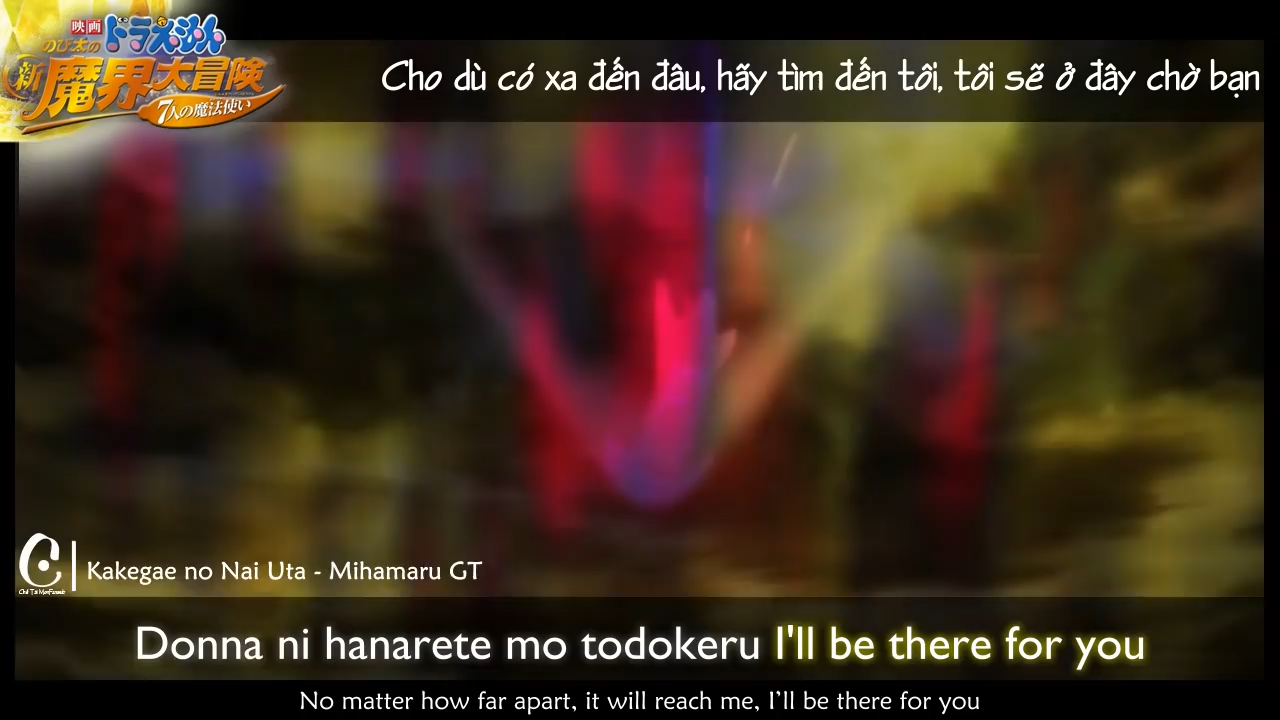 映画ドラえもん
のび太の
新魔界大冒険
7人の魔法使い
Cho dù có xa đến đâu, hãy tìm đến tôi, tôi sẽ ở đây chờ bạn
Kakegae no Nai Uta - Mihamaru GT
Donna ni hanarete mo todokeru I'll be there for you
No matter how far apart, it will reach me, I'll be there for you